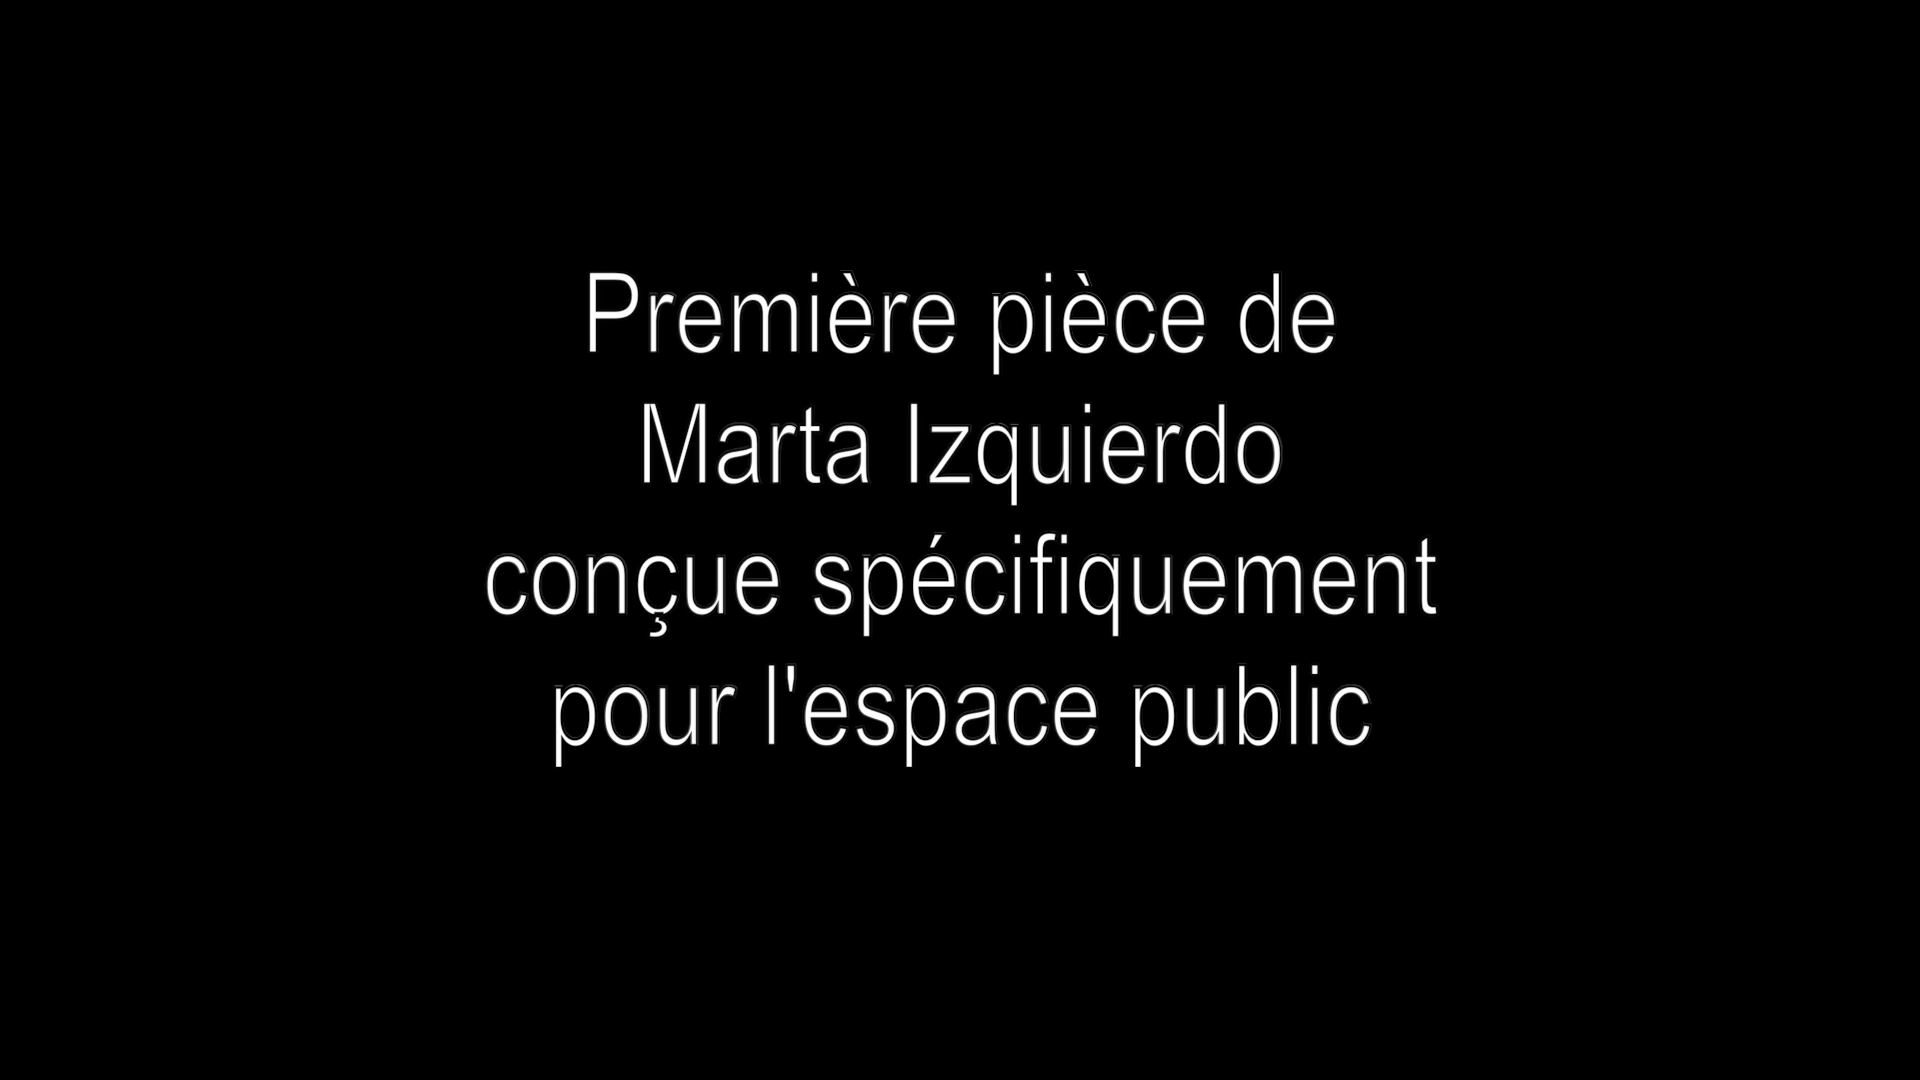 Première pièce de
Marta Izquierdo
conçue spécifiquement
pour l'espace public